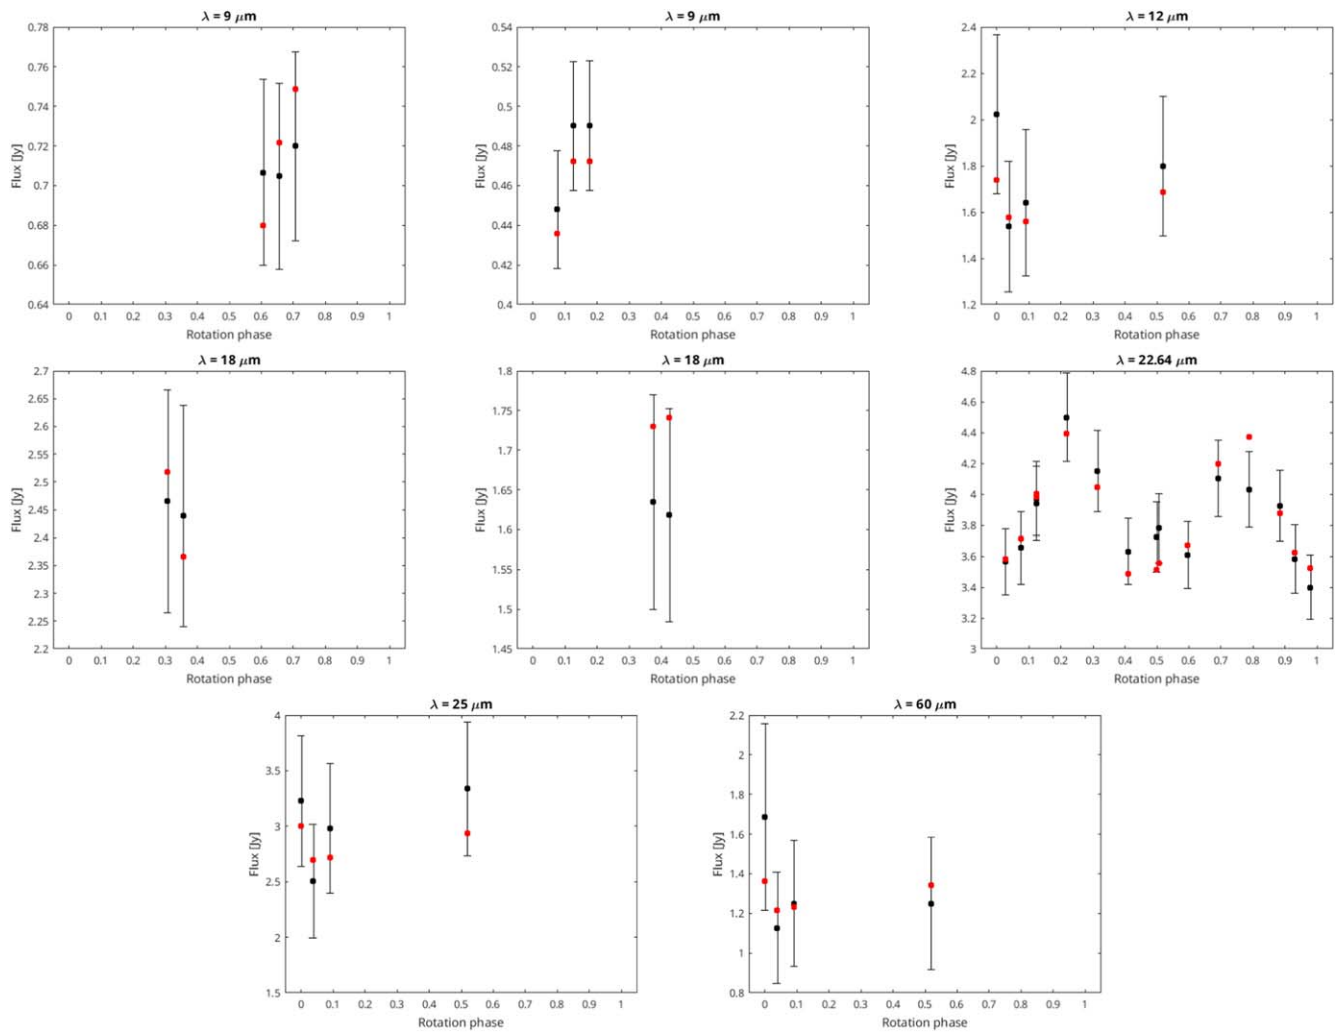 λ = 9 μm
0.78
0.76
0.74
0.72
0.7
0.68
0.66
0.64
Flux [Jy]
0 0.1 0.2 0.3 0.4 0.5 0.6 0.7 0.8 0.9 1
Rotation phase
λ = 9 μm
0.54
0.52
0.5
0.48
0.46
0.44
0.42
0.4
Flux [Jy]
0 0.1 0.2 0.3 0.4 0.5 0.6 0.7 0.8 0.9 1
Rotation phase
λ = 12 μm
2.4
2.2
2
1.8
1.6
1.4
1.2
Flux [Jy]
0 0.1 0.2 0.3 0.4 0.5 0.6 0.7 0.8 0.9 1
Rotation phase
λ = 18 μm
2.7
2.65
2.6
2.55
2.5
2.45
2.4
2.35
2.3
2.25
2.2
Flux [Jy]
0 0.1 0.2 0.3 0.4 0.5 0.6 0.7 0.8 0.9 1
Rotation phase
λ = 18 μm
1.8
1.75
1.7
1.65
1.6
1.55
1.5
1.45
Flux [Jy]
0 0.1 0.2 0.3 0.4 0.5 0.6 0.7 0.8 0.9 1
Rotation phase
λ = 22.64 μm
4.8
4.6
4.4
4.2
4
3.8
3.6
3.4
3.2
3
Flux [Jy]
0 0.1 0.2 0.3 0.4 0.5 0.6 0.7 0.8 0.9 1
Rotation phase
λ = 25 μm
4
3.5
3
2.5
2
1.5
Flux [Jy]
0 0.1 0.2 0.3 0.4 0.5 0.6 0.7 0.8 0.9 1
Rotation phase
λ = 60 μm
2.2
2
1.8
1.6
1.4
1.2
1
0.8
Flux [Jy]
0 0.1 0.2 0.3 0.4 0.5 0.6 0.7 0.8 0.9 1
Rotation phase